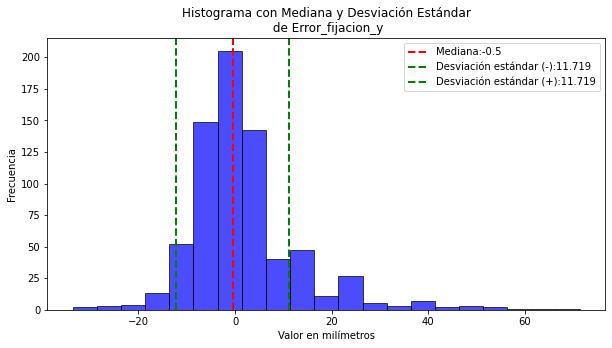 Histograma con Mediana y Desviación Estándar
de Error_fijacion_y
Mediana:-0.5
Desviación estándar (-):11.719
Desviación estándar (+):11.719
Frecuencia
200
175
150
125
100
75
50
25
0
−20
0
20
40
60
Valor en milímetros